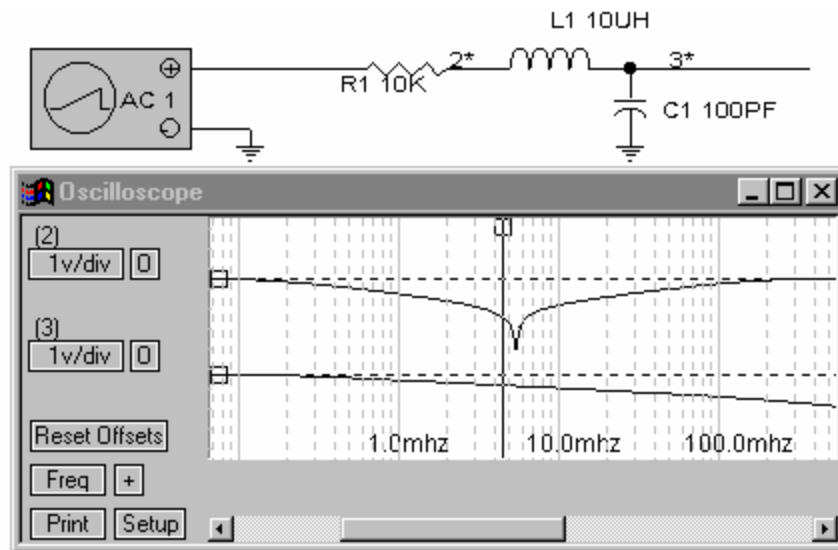 L1 10UH
2*
3*
R1 10K
AC 1
C1 100PF
Oscilloscope
(2)
1v/div 0
(3)
1v/div 0
Reset Offsets
1.0mhz 10.0mhz 100.0mhz
Freq +
Print Setup